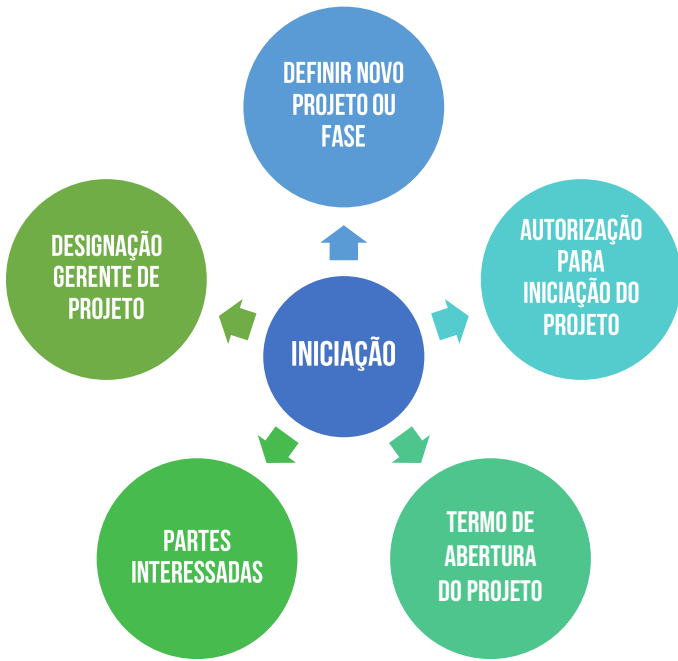 DEFINIR NOVO
PROJETO OU
FASE
AUTORIZAÇÃO
PARA
INICIAÇÃO DO
PROJETO
TERMO DE
ABERTURA
DO PROJETO
PARTES
INTERESSADAS
DESIGNAÇÃO
GERENTE DE
PROJETO
INICIAÇÃO